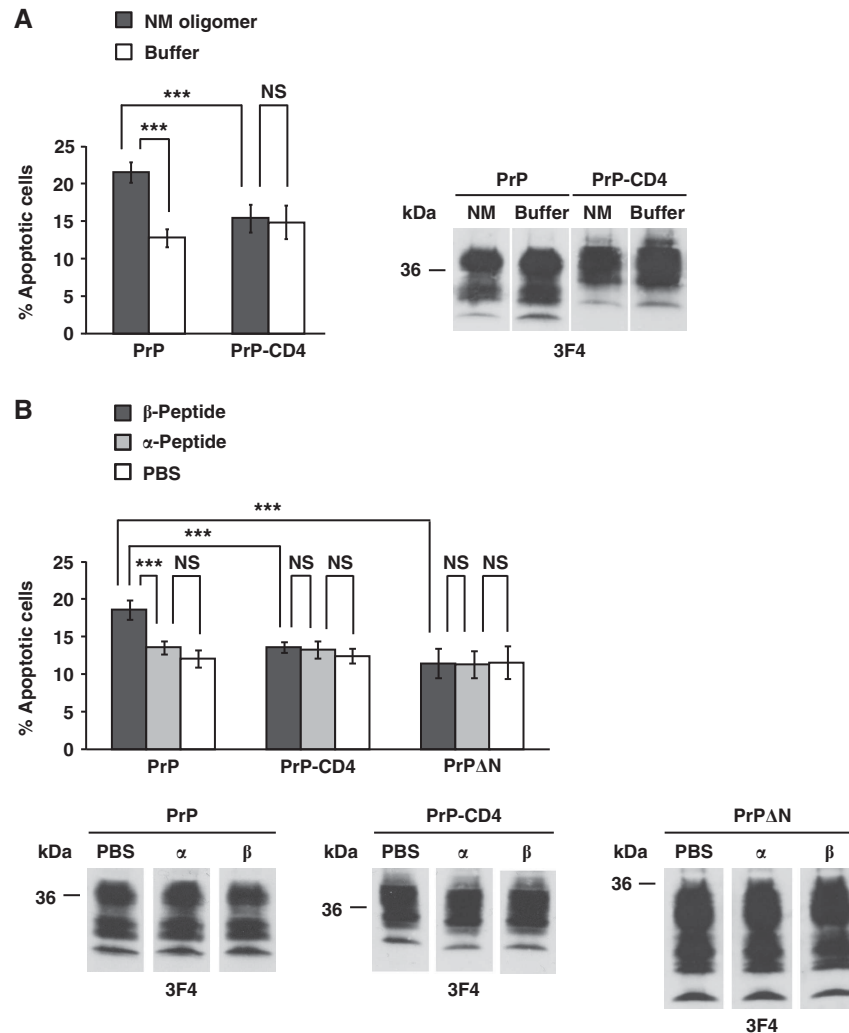 A
NM oligomer
Buffer
*** NS
***
% Apoptotic cells
25
20
15
10
5
0
PrP PrP-CD4
PrP PrP-CD4
kDa NM Buffer NM Buffer
36
3F4
B
β-Peptide
α-Peptide
PBS
***
***
*** NS NS NS NS NS
% Apoptotic cells
25
20
15
10
5
0
PrP PrP-CD4 PrPΔN
PrP
kDa PBS α β
36
3F4
PrP-CD4
kDa PBS α β
36
3F4
PrPΔN
kDa PBS α β
36
3F4